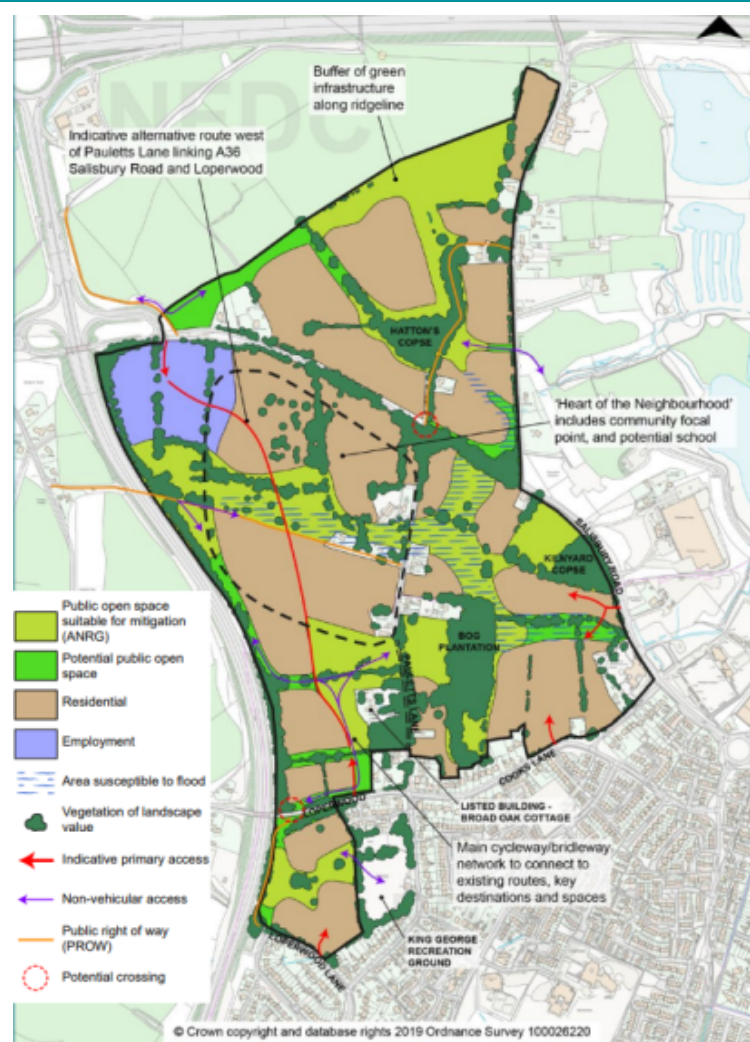 NFDC
Buffer of green
infrastructure
along ridgeline
Indicative alternative route west
of Pauletts Lane linking A36
Salisbury Road and Loperwood
HATTON'S
COPSE
'Heart of the Neighbourhood'
includes community focal
point, and potential school
SALISBURY ROAD
KILNYARD
COPSE
BOG
PLANTATION
PAULETTS LANE
COOKS LANE
LOPERWOOD
LISTED BUILDING -
BROAD OAK COTTAGE
Main cycleway/bridleway
network to connect to
existing routes, key
destinations and spaces
KING GEORGE
RECREATION
GROUND
LOPERWOOD LANE
Public open space
suitable for mitigation
(ANRG)
Potential public open
space
Residential
Employment
Area susceptible to flood
Vegetation of landscape
value
Indicative primary access
Non-vehicular access
Public right of way
(PROW)
Potential crossing
© Crown copyright and database rights 2019 Ordnance Survey 100026220